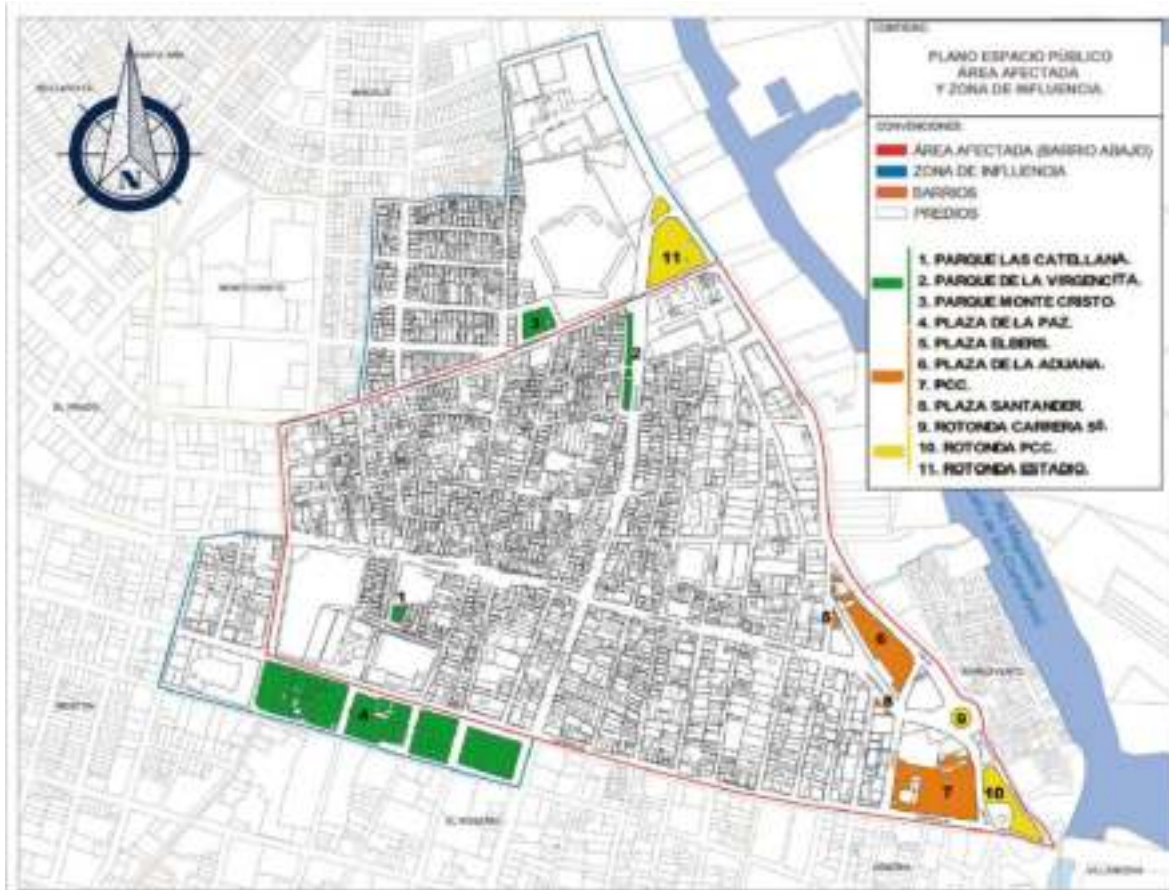 CONTIENE:
PLANO ESPACIO PÚBLICO
ÁREA AFECTADA
Y ZONA DE INFLUENCIA.
CONVENCIONES:
ÁREA AFECTADA (BARRIO ABAJO)
ZONA DE INFLUENCIA
BARRIOS
PREDIOS
1. PARQUE LAS CATELLANA.
2. PARQUE DE LA VIRGENCITA.
3. PARQUE MONTE CRISTO.
4. PLAZA DE LA PAZ.
5. PLAZA ELBERS.
6. PLAZA DE LA ADUANA.
7. PCC.
8. PLAZA SANTANDER.
9. ROTONDA CARRERA 50.
10. ROTONDA PCC.
11. ROTONDA ESTADIO.
N
11
3
2
1
5
6
4
8
9
7
10
EL PRADO
EL ROSARIO